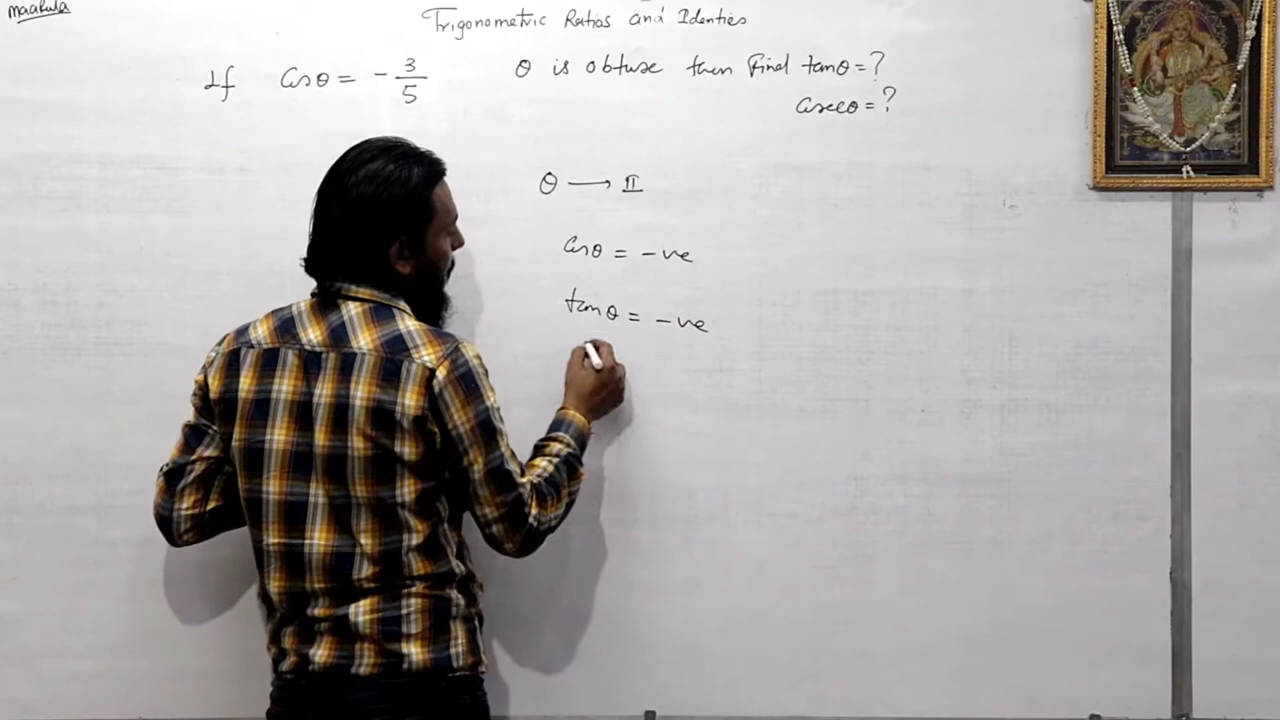 maarula
Trigonometric Ratios and Identies
If Cosθ = -3/5 θ is obtuse then Find tanθ = ?
Cosecθ = ?
θ → II
Cosθ = -ve
tanθ = -ve